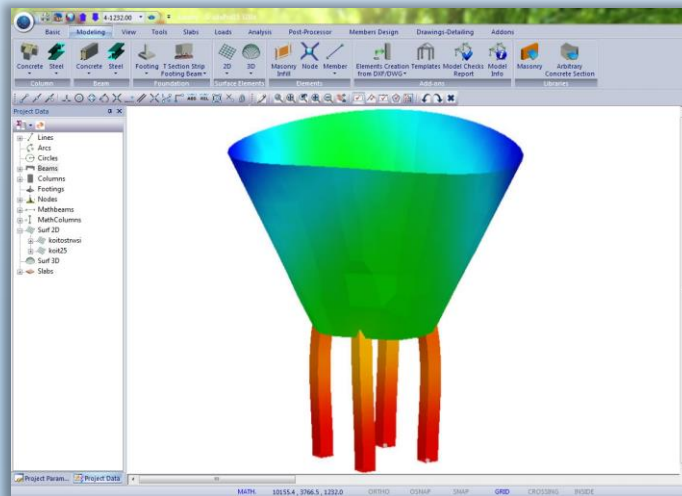 4-1232.00
Basic Modeling View Tools Slabs Loads Analysis Post-Processor Members Design Drawings-Detailing Addons
Concrete Steel Concrete Steel Footing T Section Strip Footing Beam 2D 3D Masonry Infill Node Member Elements Creation from DXF/DWG Templates Model Checks Report Model Info Masonry Arbitrary Concrete Section
Column Beam Foundation Surface Elements Elements Add-ons Libraries
Project Data
Lines
Arcs
Circles
Beams
Columns
Footings
Nodes
Mathbeams
MathColumns
Surf 2D
koitostrwsi
koit25
Surf 3D
Slabs
Project Param... Project Data
MATH. 10155.4 , 3766.5 , 1232.0 ORTHO OSNAP SNAP GRID CROSSING INSIDE